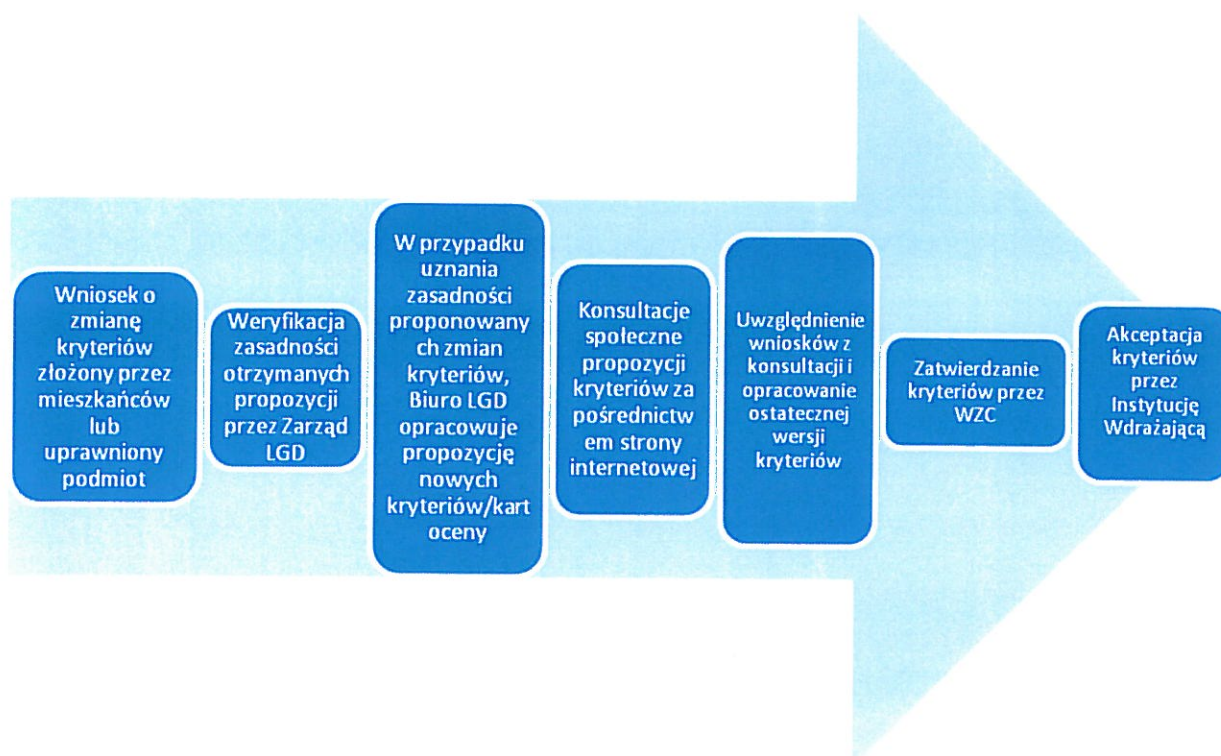 Wniosek o
zmianę
kryteriów
złożony przez
mieszkańców
lub
uprawniony
podmiot
Weryfikacja
zasadności
otrzymanych
propozycji
przez Zarząd
LGD
W przypadku
uznania
zasadności
proponowany
ch zmian
kryteriów,
Biuro LGD
opracowuje
propozycję
nowych
kryteriów/kart
oceny
Konsultacje
społeczne
propozycji
kryteriów za
pośrednictw
em strony
internetowej
Uwzględnienie
wniosków z
konsultacji i
opracowanie
ostatecznej
wersji
kryteriów
Zatwierdzanie
kryteriów przez
WZC
Akceptacja
kryteriów
przez
Instytucję
Wdrażającą